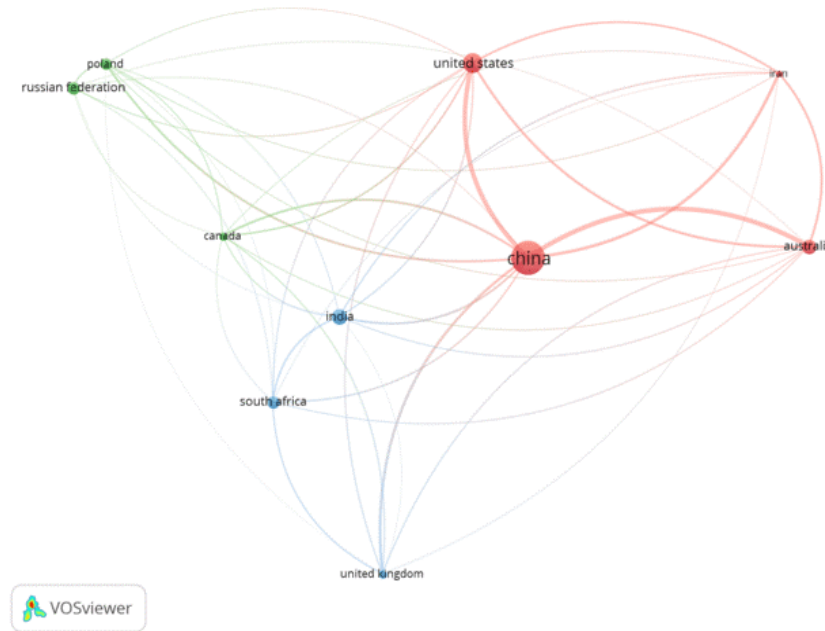 poland
united states
iran
russian federation
canada
australi
china
india
south africa
united kingdom
VOSviewer